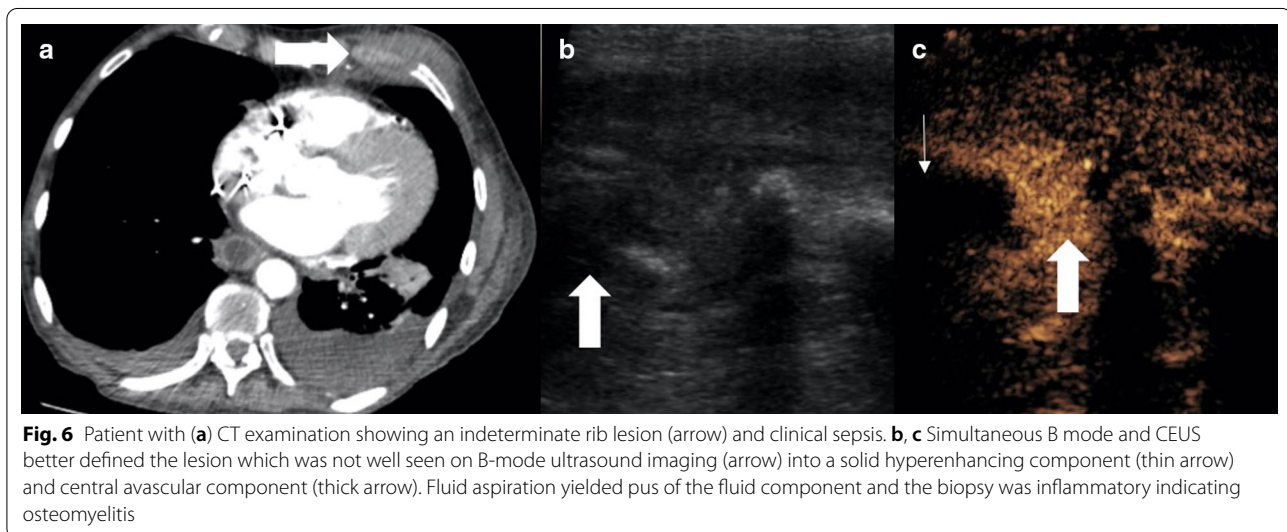 a
b
c
Fig. 6 Patient with (a) CT examination showing an indeterminate rib lesion (arrow) and clinical sepsis. b, c Simultaneous B mode and CEUS
better defined the lesion which was not well seen on B-mode ultrasound imaging (arrow) into a solid hyperenhancing component (thin arrow)
and central avascular component (thick arrow). Fluid aspiration yielded pus of the fluid component and the biopsy was inflammatory indicating
osteomyelitis